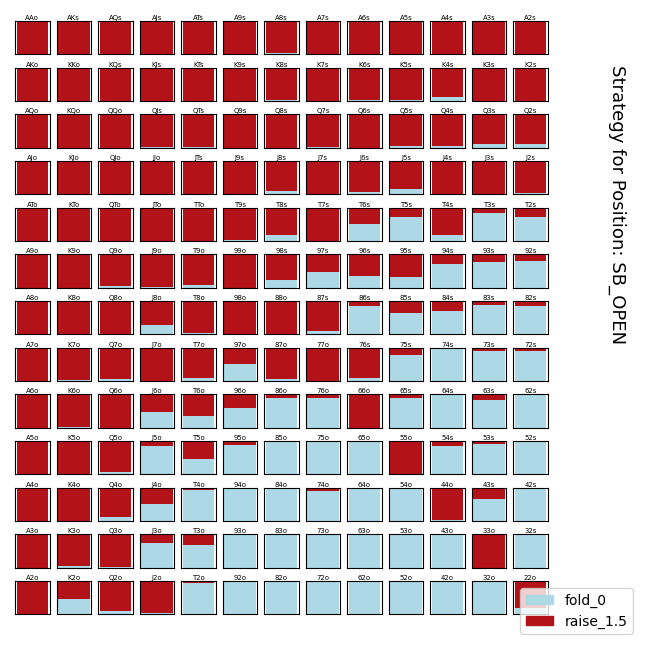 AAo AKs AQs AJs ATs A9s A8s A7s A6s A5s A4s A3s A2s
AKo KKo KQs KJs KTs K9s K8s K7s K6s K5s K4s K3s K2s
AQo KQo QQo QJs QTs Q9s Q8s Q7s Q6s Q5s Q4s Q3s Q2s
AJo KJo QJo JJo JTs J9s J8s J7s J6s J5s J4s J3s J2s
ATo KTo QTo JTo TTo T9s T8s T7s T6s T5s T4s T3s T2s
A9o K9o Q9o J9o T9o 99o 98s 97s 96s 95s 94s 93s 92s
A8o K8o Q8o J8o T8o 98o 88o 87s 86s 85s 84s 83s 82s
A7o K7o Q7o J7o T7o 97o 87o 77o 76s 75s 74s 73s 72s
A6o K6o Q6o J6o T6o 96o 86o 76o 66o 65s 64s 63s 62s
A5o K5o Q5o J5o T5o 95o 85o 75o 65o 55o 54s 53s 52s
A4o K4o Q4o J4o T4o 94o 84o 74o 64o 54o 44o 43s 42s
A3o K3o Q3o J3o T3o 93o 83o 73o 63o 53o 43o 33o 32s
A2o K2o Q2o J2o T2o 92o 82o 72o 62o 52o 42o 32o 22o
Strategy for Position: SB_OPEN
fold_0
raise_1.5